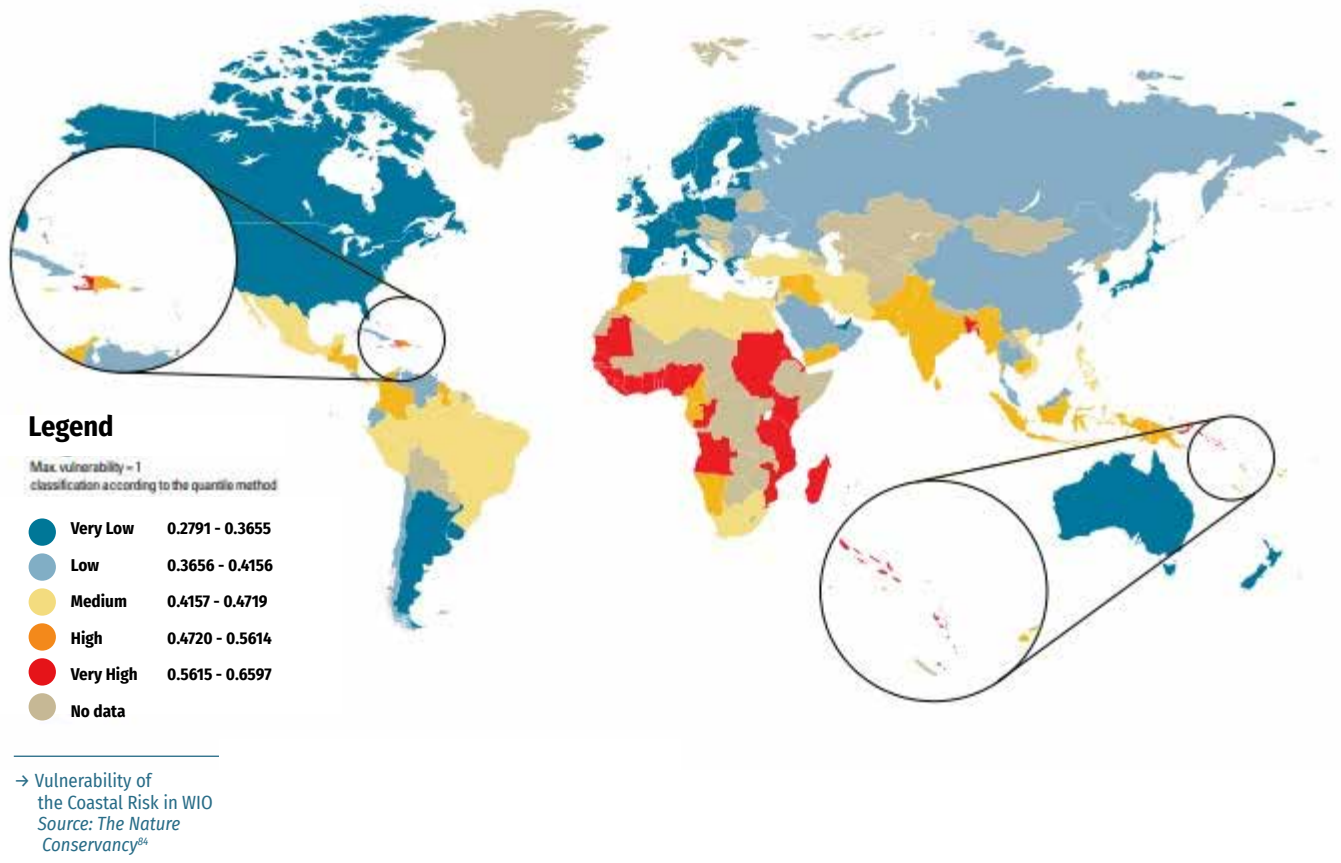 Legend
Max. vulnerability = 1
classification according to the quantile method
Very Low 0.2791 - 0.3655
Low 0.3656 - 0.4156
Medium 0.4157 - 0.4719
High 0.4720 - 0.5614
Very High 0.5615 - 0.6597
No data
→ Vulnerability of
the Coastal Risk in WIO
Source: The Nature
Conservancy⁸⁴